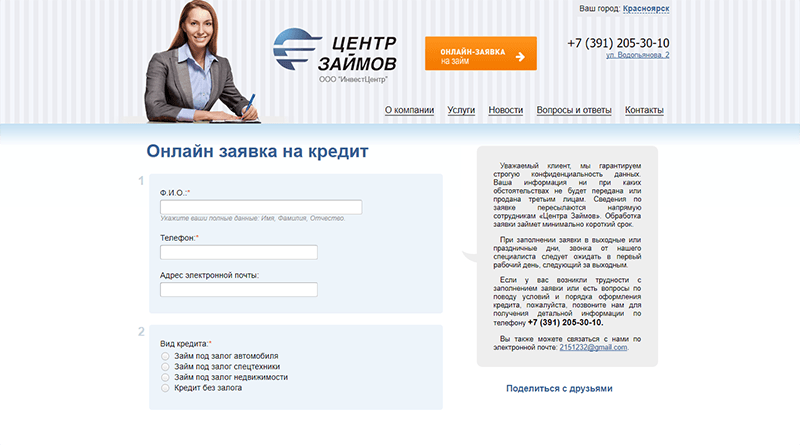 Ваш город: Красноярск
ЦЕНТР
ЗАЙМОВ
ООО "ИнвестЦентр"
ОНЛАЙН-ЗАЯВКА
на займ
+7 (391) 205-30-10
ул. Водопьянова, 2
О компании Услуги Новости Вопросы и ответы Контакты
Онлайн заявка на кредит
1
Ф.И.О.:*
Укажите ваши полные данные: Имя, Фамилия, Отчество.
Телефон:*
Адрес электронной почты:
2
Вид кредита:*
Займ под залог автомобиля
Займ под залог спецтехники
Займ под залог недвижимости
Кредит без залога
Уважаемый клиент, мы гарантируем
строгую конфиденциальность данных.
Ваша информация ни при каких
обстоятельствах не будет передана или
продана третьим лицам. Сведения по
заявке пересылаются напрямую
сотрудникам «Центра Займов». Обработка
заявки займет минимально короткий срок.
При заполнении заявки в выходные или
праздничные дни, звонка от нашего
специалиста следует ожидать в первый
рабочий день, следующий за выходным.
Если у вас возникли трудности с
заполнением заявки или есть вопросы по
поводу условий и порядка оформления
кредита, пожалуйста, позвоните нам для
получения детальной информации по
телефону +7 (391) 205-30-10.
Вы также можете связаться с нами по
электронной почте: 2151232@gmail.com.
Поделиться с друзьями